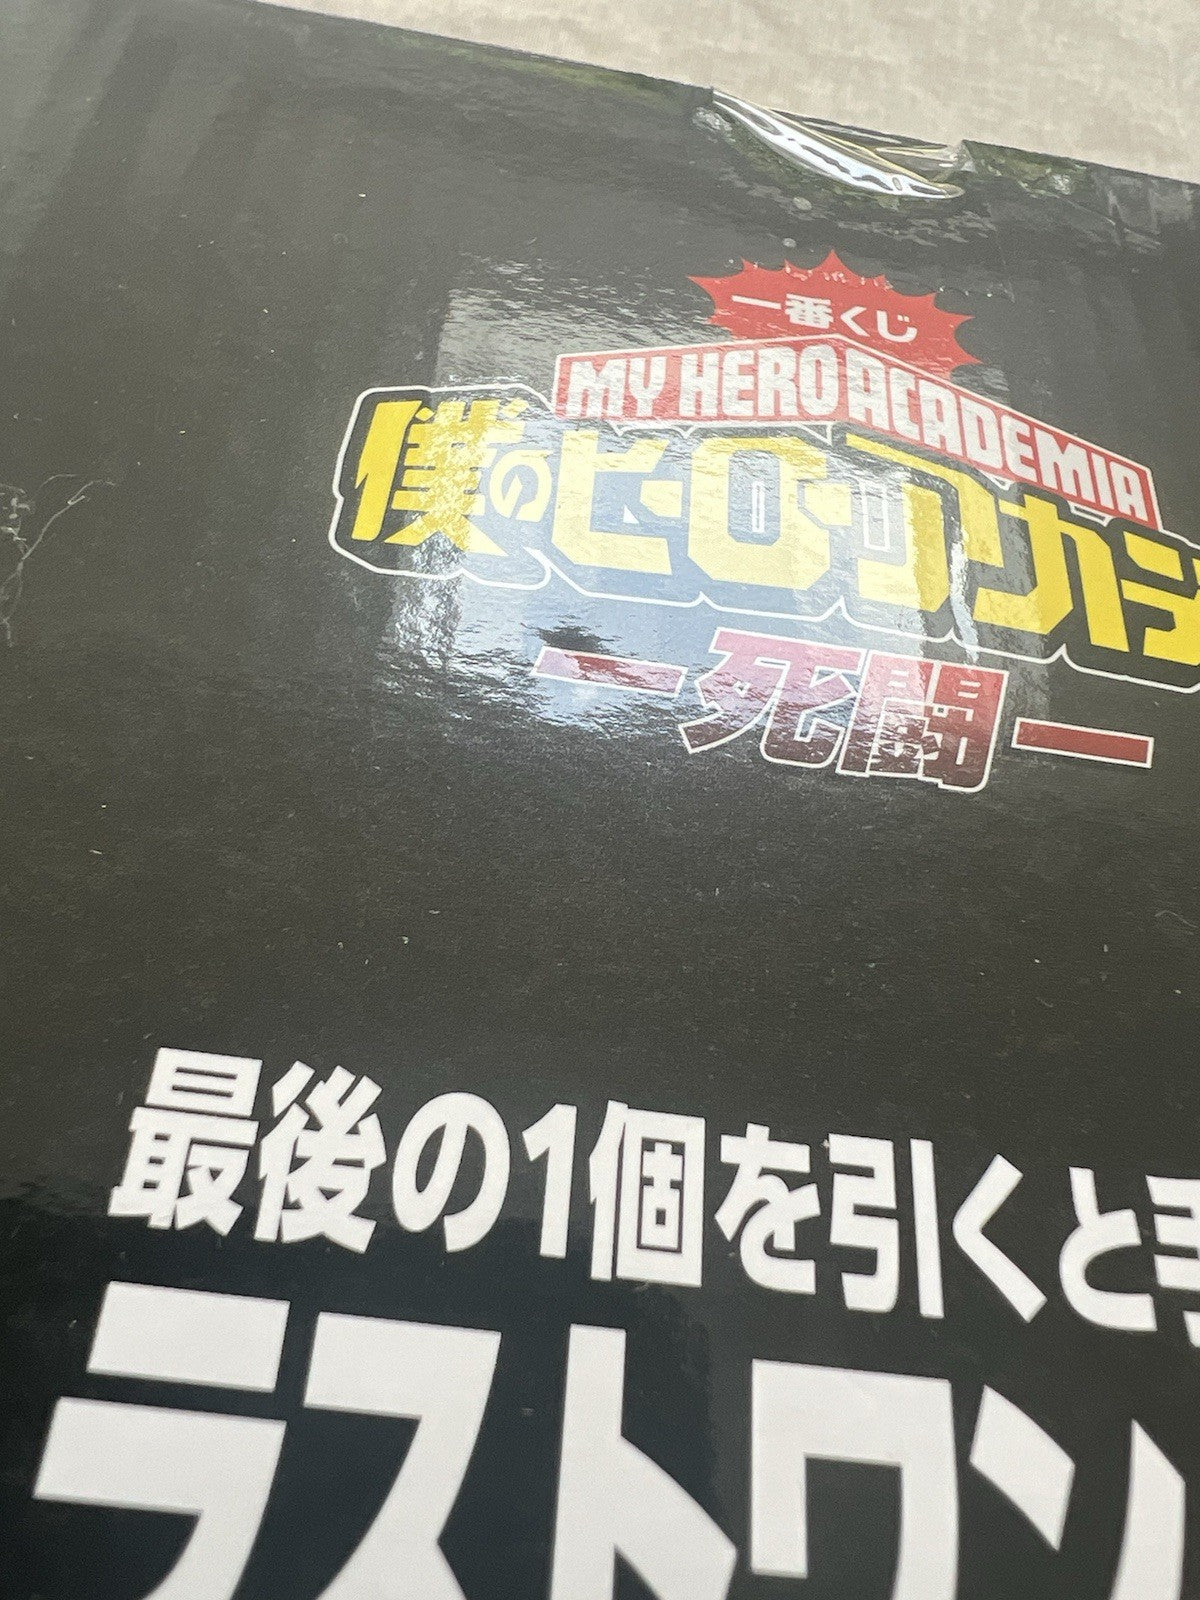 一番くじ
MY HERO ACADEMIA
僕のヒーローアカデ
ー死闘ー
最後の1個を引くと
ラストワン